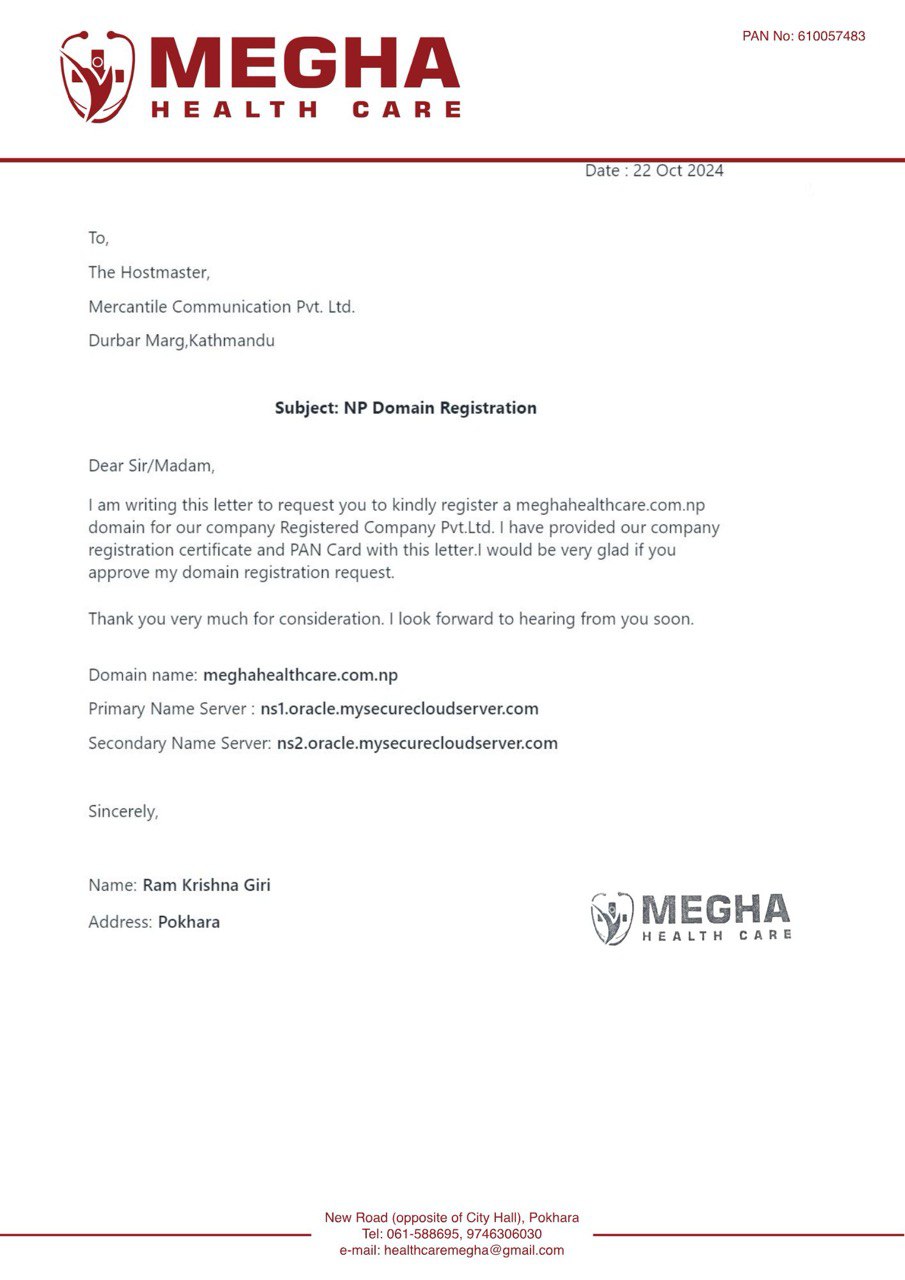 MEGHA
HEALTH CARE
PAN No: 610057483
Date : 22 Oct 2024
To,
The Hostmaster,
Mercantile Communication Pvt. Ltd.
Durbar Marg,Kathmandu
Subject: NP Domain Registration
Dear Sir/Madam,
I am writing this letter to request you to kindly register a meghahealthcare.com.np
domain for our company Registered Company Pvt.Ltd. I have provided our company
registration certificate and PAN Card with this letter.I would be very glad if you
approve my domain registration request.
Thank you very much for consideration. I look forward to hearing from you soon.
Domain name: meghahealthcare.com.np
Primary Name Server : ns1.oracle.mysecurecloudserver.com
Secondary Name Server: ns2.oracle.mysecurecloudserver.com
Sincerely,
Name: Ram Krishna Giri
Address: Pokhara
MEGHA
HEALTH CARE
New Road (opposite of City Hall), Pokhara
Tel: 061-588695, 9746306030
e-mail: healthcaremegha@gmail.com